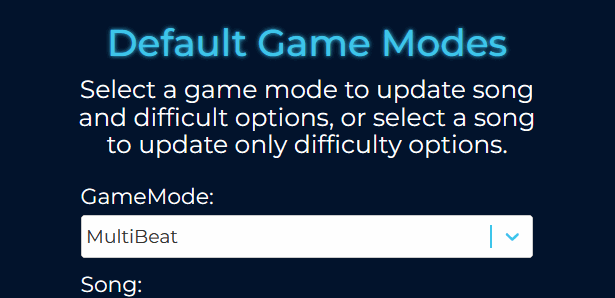 Default Game Modes
Select a game mode to update song
and difficult options, or select a song
to update only difficulty options.
GameMode:
MultiBeat
Song: